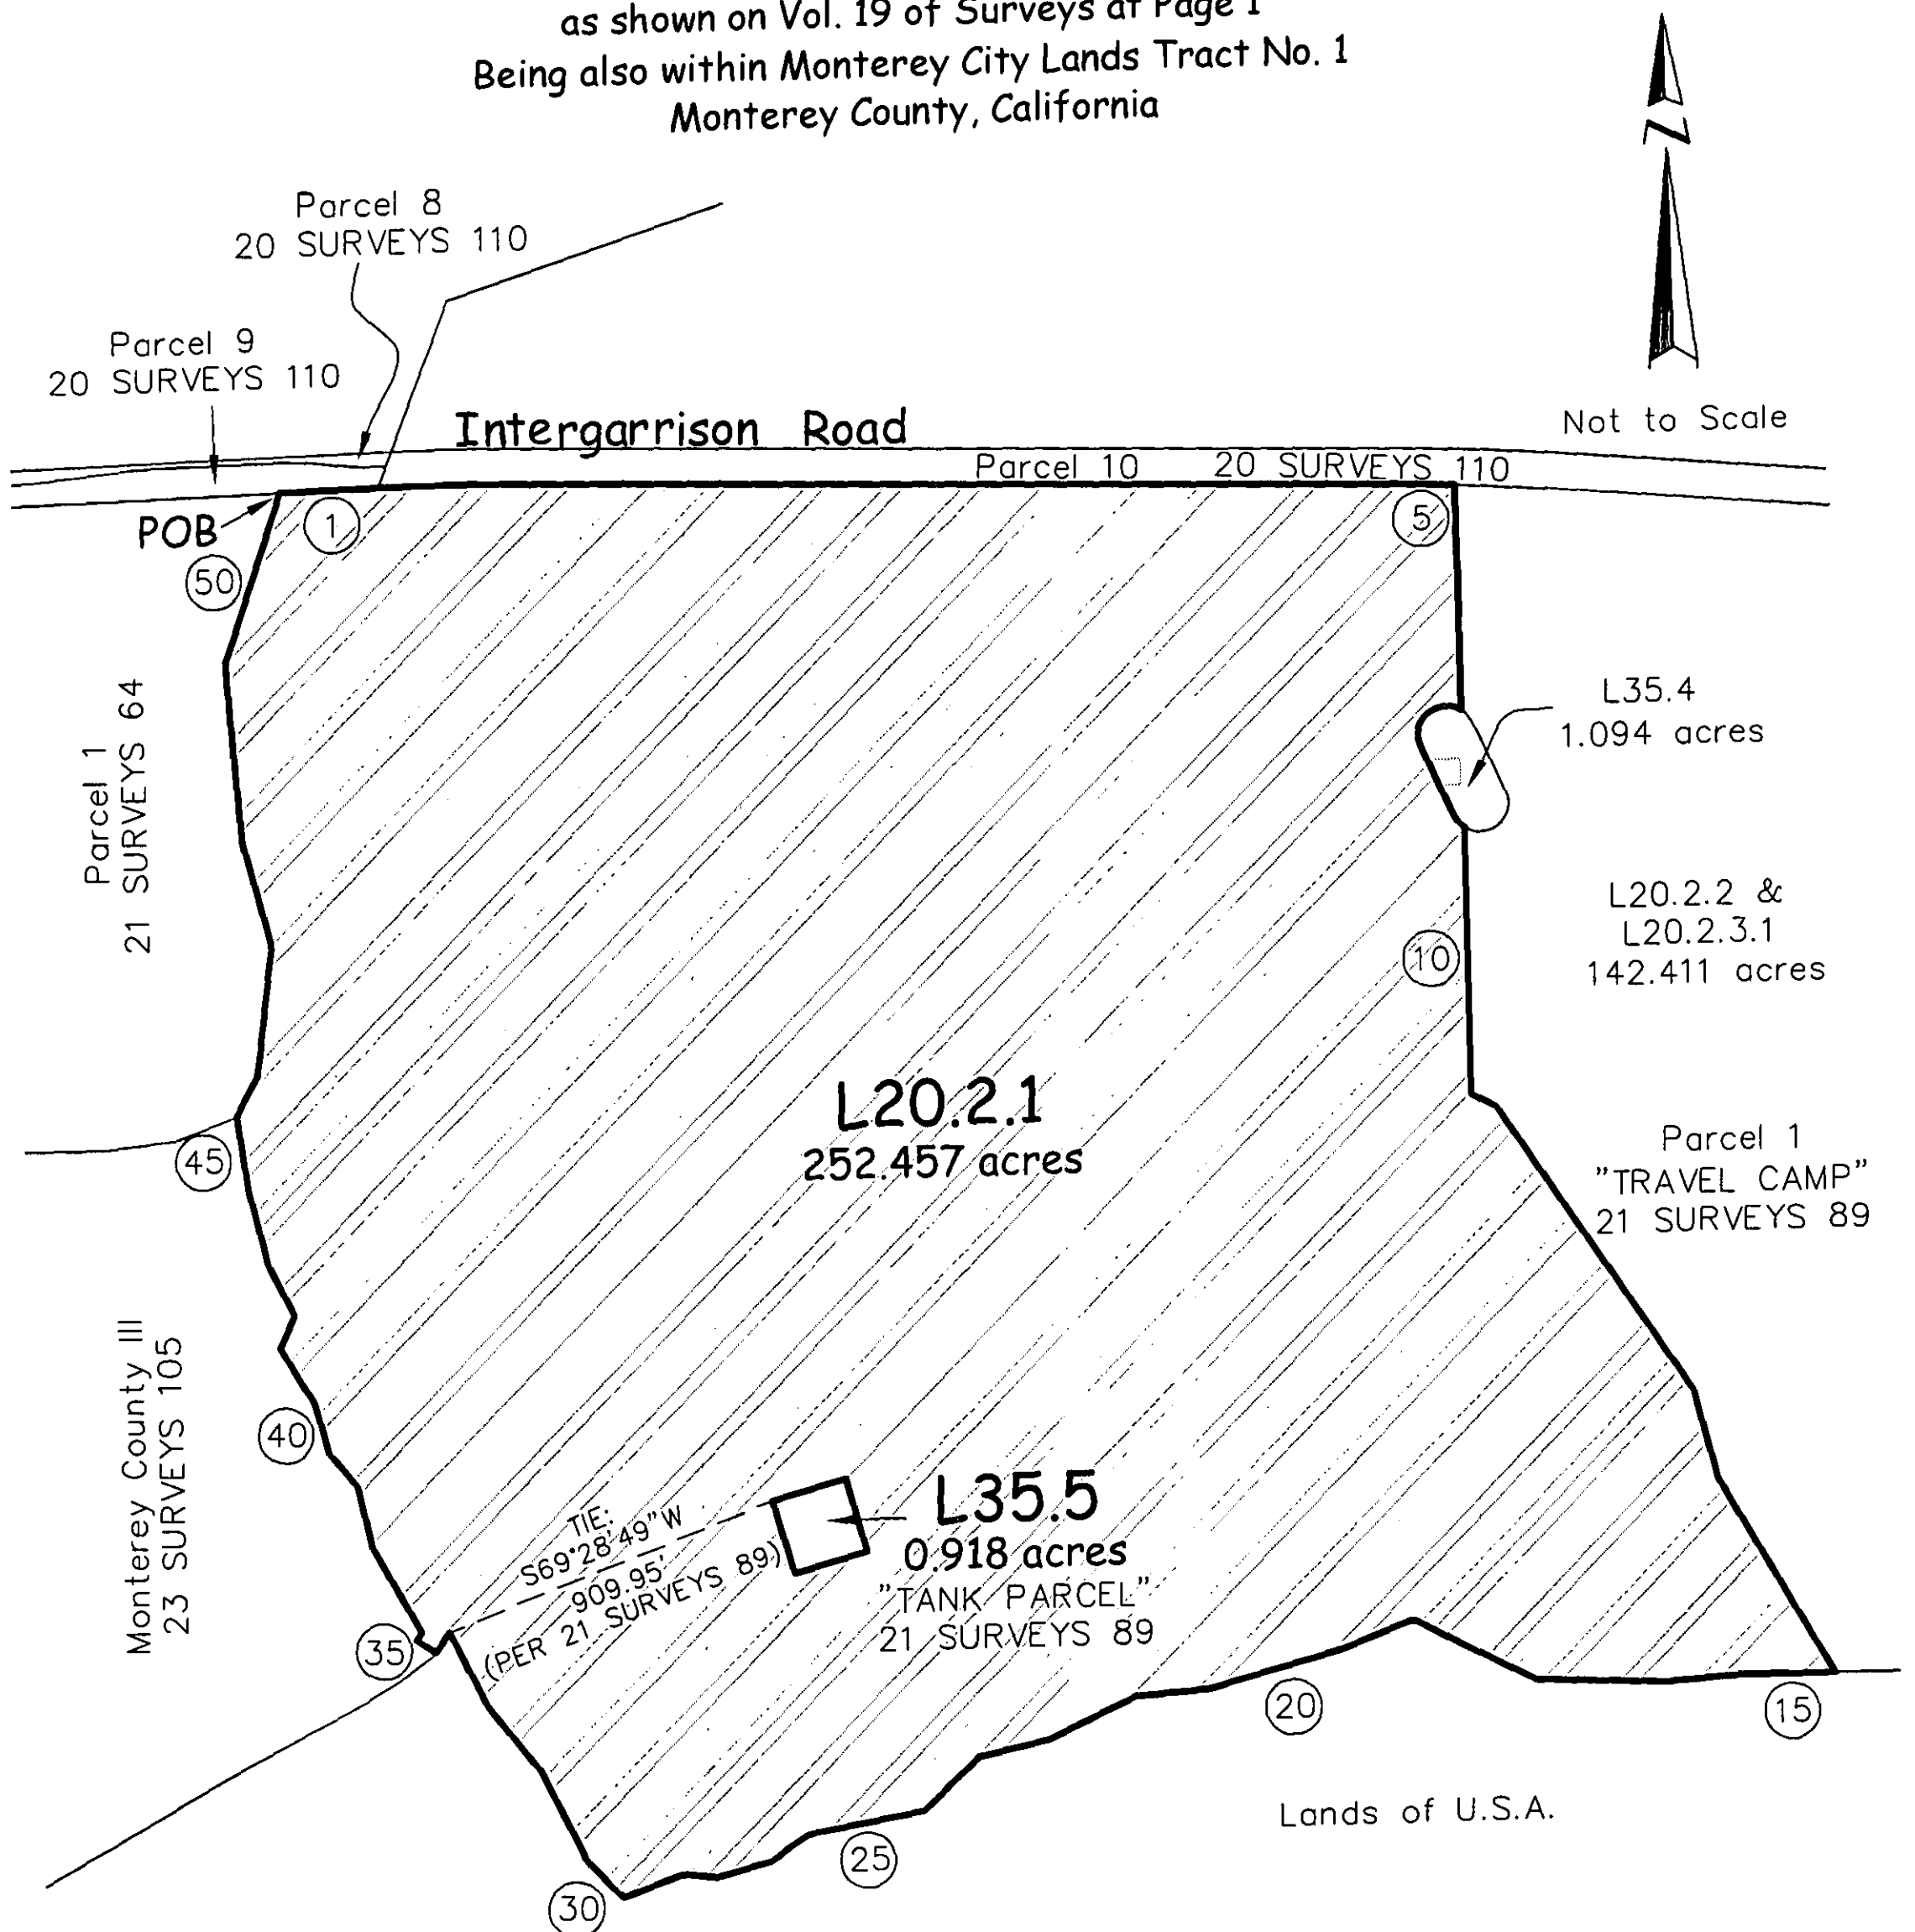 as shown on Vol. 19 of Surveys at Page 1
Being also within Monterey City Lands Tract No. 1
Monterey County, California
Parcel 8
20 SURVEYS 110
Parcel 9
20 SURVEYS 110
Intergarrison Road
Not to Scale
Parcel 10 20 SURVEYS 110
POB
1
5
50
Parcel 1
21 SURVEYS 64
L35.4
1.094 acres
L20.2.2 &
L20.2.3.1
142.411 acres
10
L20.2.1
252.457 acres
45
Parcel 1
"TRAVEL CAMP"
21 SURVEYS 89
Monterey County III
23 SURVEYS 105
40
TIE:
S69°28'49"W
909.95'
(PER 21 SURVEYS 89)
L35.5
0.918 acres
"TANK PARCEL"
21 SURVEYS 89
35
20
15
Lands of U.S.A.
25
30